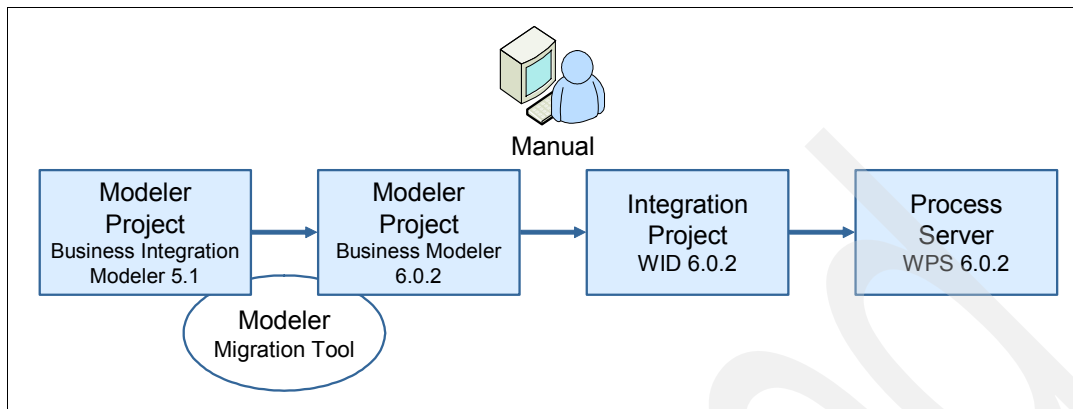 Manual
Modeler
Project
Business Integration
Modeler 5.1
Modeler
Project
Business Modeler
6.0.2
Integration
Project
WID 6.0.2
Process
Server
WPS 6.0.2
Modeler
Migration Tool